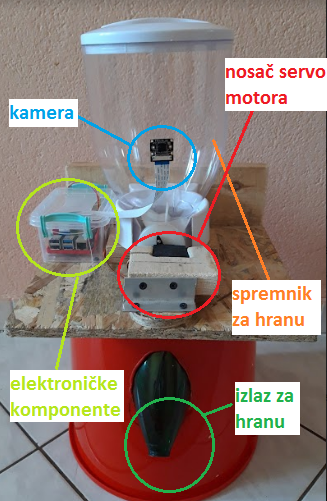 nosač servo
motora
kamera
spremnik
za hranu
elektroničke
komponente
izlaz za
hranu